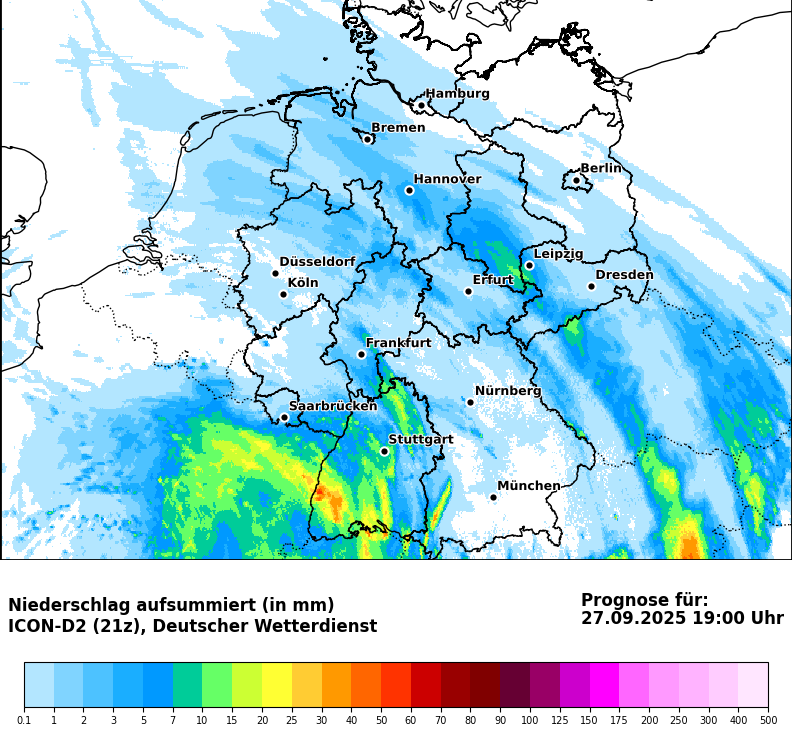 Hamburg
Bremen
Berlin
Hannover
Leipzig
Düsseldorf
Dresden
Köln
Erfurt
Frankfurt
Nürnberg
Saarbrücken
Stuttgart
München
Niederschlag aufsummiert (in mm)
ICON-D2 (21z), Deutscher Wetterdienst
Prognose für:
27.09.2025 19:00 Uhr
0.1 1 2 3 5 7 10 15 20 25 30 40 50 60 70 80 90 100 125 150 175 200 250 300 400 500